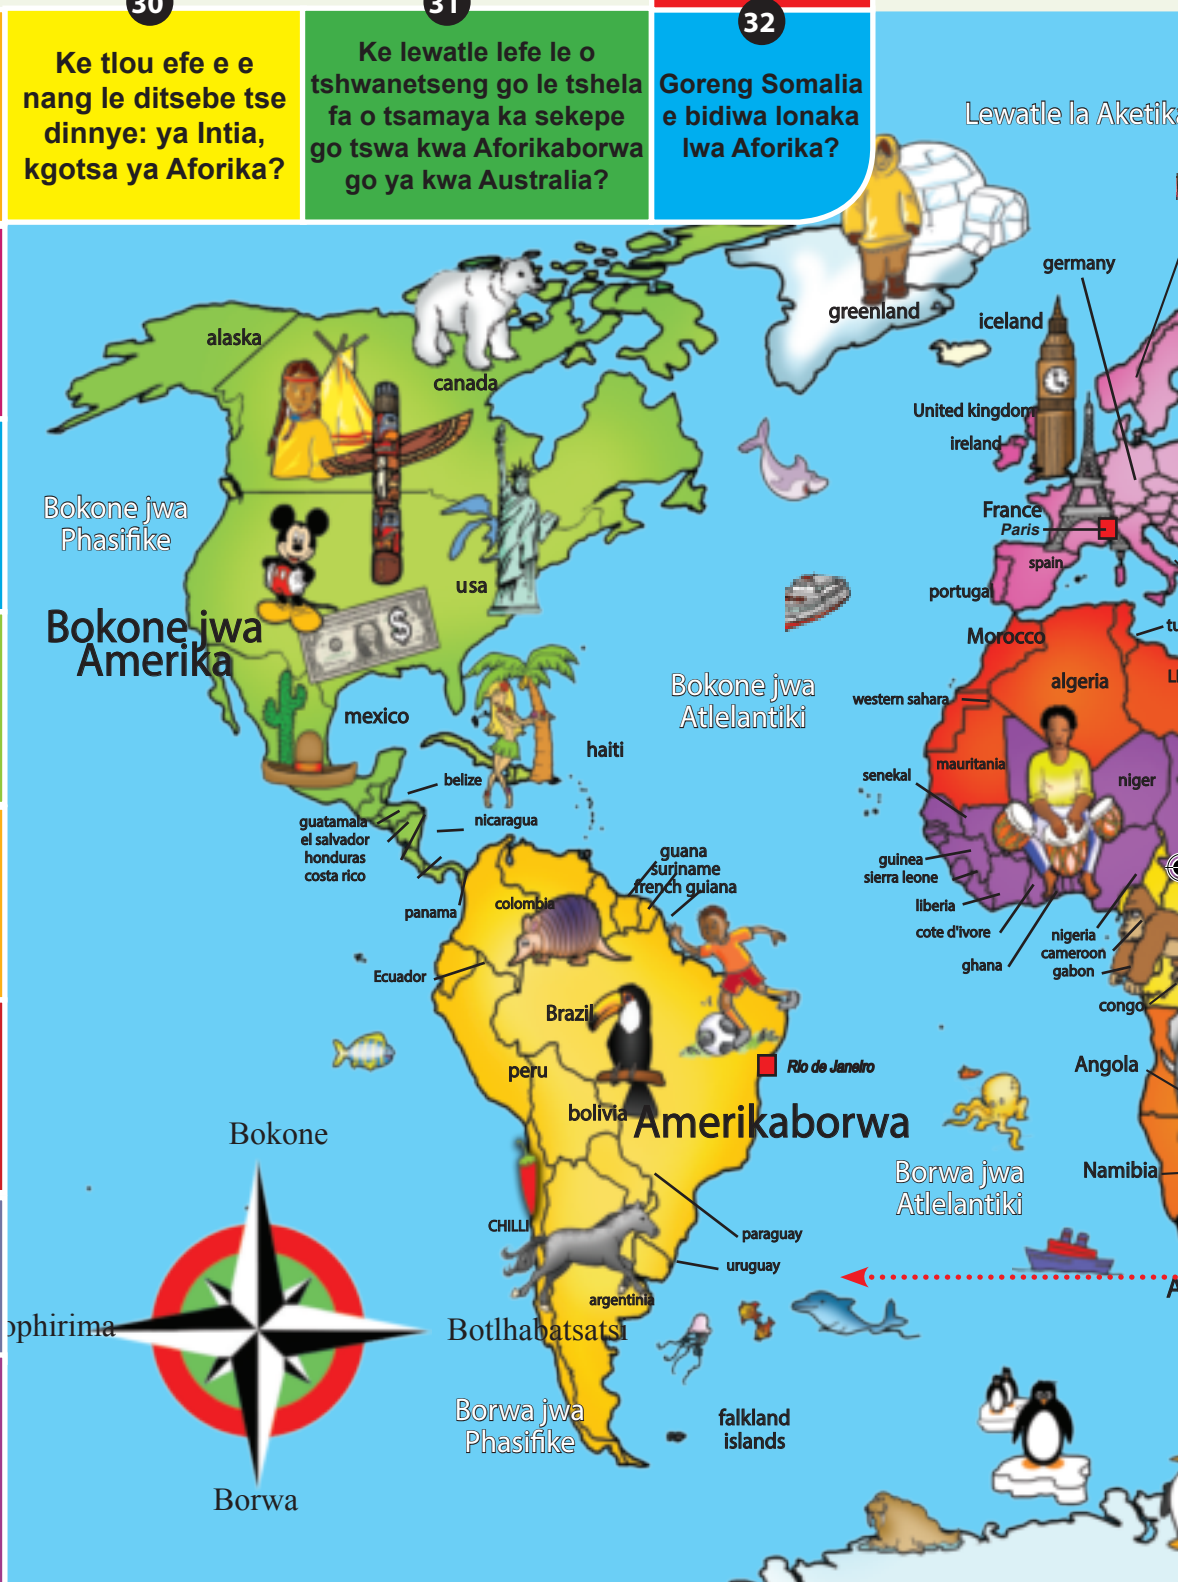 30
Ke tlou efe e e
nang le ditsebe tse
dinnye: ya Intia,
kgotsa ya Aforika?
31
Ke lewatle lefe le o
tshwanetseng go le tshela
fa o tsamaya ka sekepe
go tswa kwa Aforikaborwa
go ya kwa Australia?
32
Goreng Somalia
e bidiwa lonaka
lwa Aforika?
Lewatle la Aketika
germany
greenland
iceland
alaska
canada
United kingdom
ireland
Bokone jwa
Phasifike
France
Paris
spain
usa
portugal
Bokone jwa
Amerika
Morocco
Bokone jwa
Atlelantiki
algeria
western sahara
mexico
haiti
mauritania
senekal
niger
belize
guatamala
el salvador
honduras
costa rico
nicaragua
guana
suriname
french guiana
guinea
sierra leone
liberia
cote d'ivore
ghana
nigeria
cameroon
gabon
congo
panama
colombia
Ecuador
Brazil
peru
Rio de Janeiro
Angola
bolivia
Amerikaborwa
Bokone
Borwa jwa
Atlelantiki
Namibia
CHILLI
paraguay
uruguay
argentinia
ophirima
Botlhabatsatsi
Borwa jwa
Phasifike
falkland
islands
Borwa